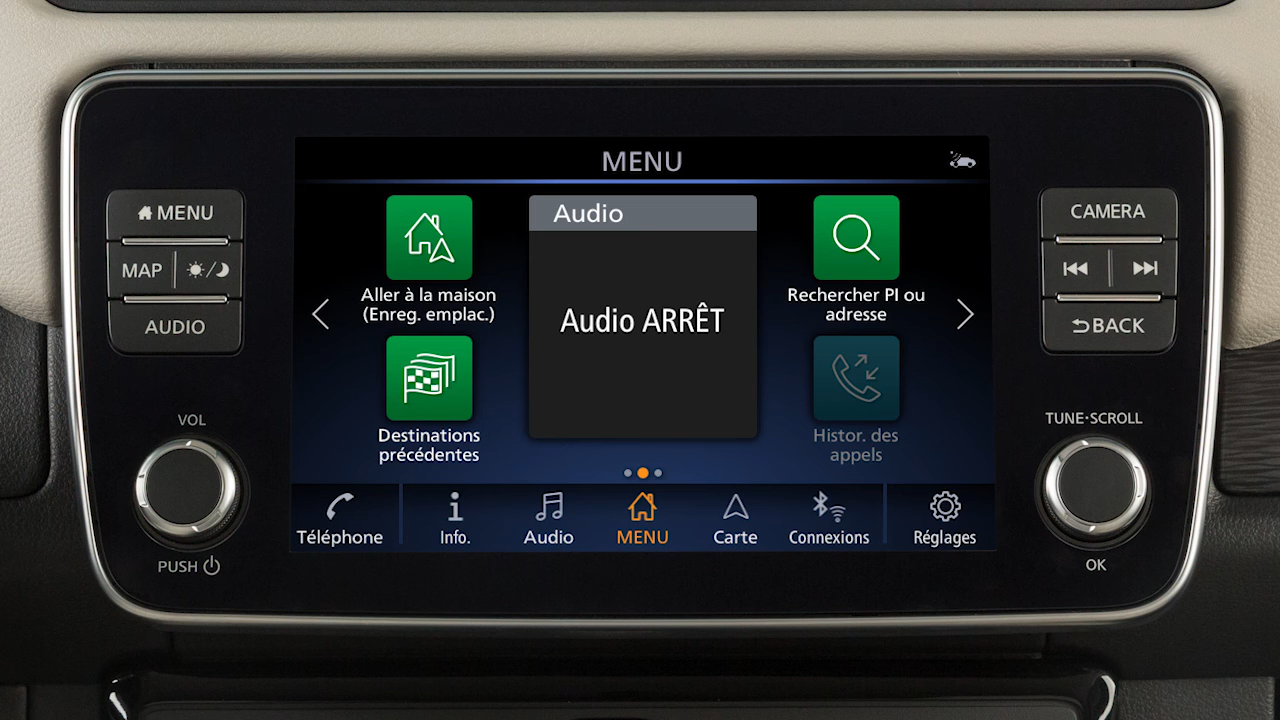 MENU
MENU
MAP
AUDIO
VOL
PUSH
Aller à la maison
(Enreg. emplac.)
Destinations
précédentes
Audio
Audio ARRÊT
Rechercher PI ou
adresse
Histor. des
appels
Téléphone
Info.
Audio
MENU
Carte
Connexions
Réglages
CAMERA
BACK
TUNE·SCROLL
OK